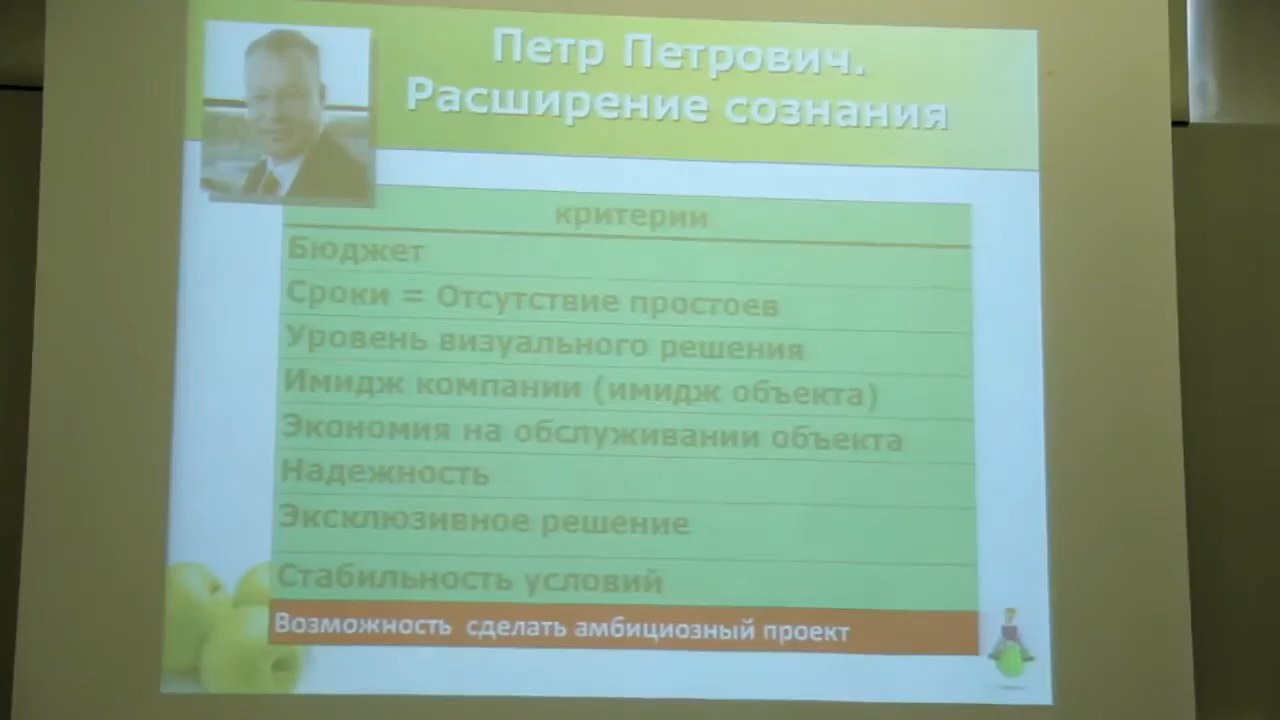 Петр Петрович.
Расширение сознания
критерии
Бюджет
Сроки = Отсутствие простоев
Уровень визуального решения
Имидж компании (имидж объекта)
Экономия на обслуживании объекта
Надежность
Эксклюзивное решение
Стабильность условий
Возможность сделать амбициозный проект